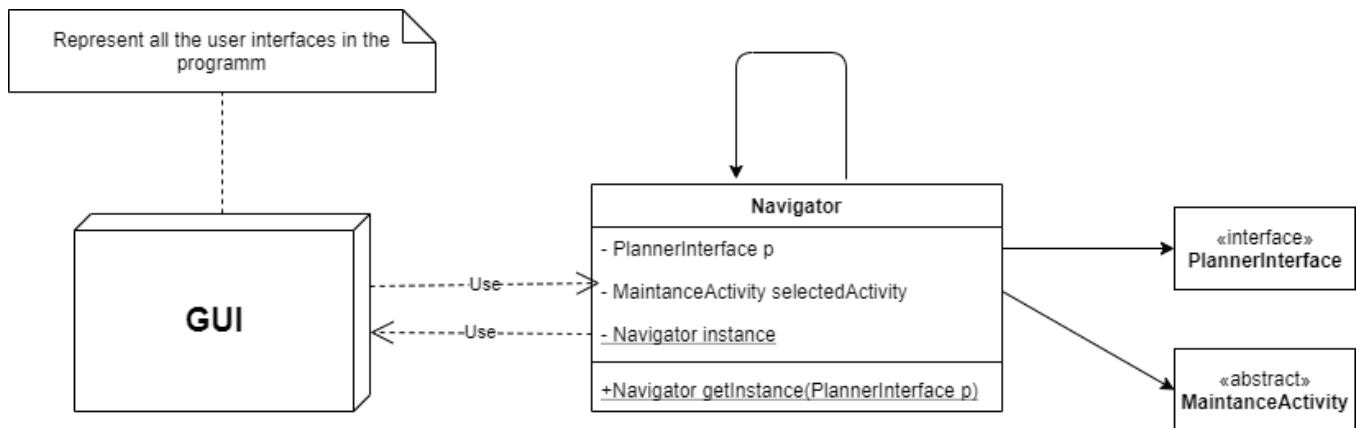 Represent all the user interfaces in the
programm
GUI
Use
Use
Navigator
- PlannerInterface p
- MaintanceActivity selectedActivity
- Navigator instance
+Navigator getInstance(PlannerInterface p)
«interface»
PlannerInterface
«abstract»
MaintanceActivity